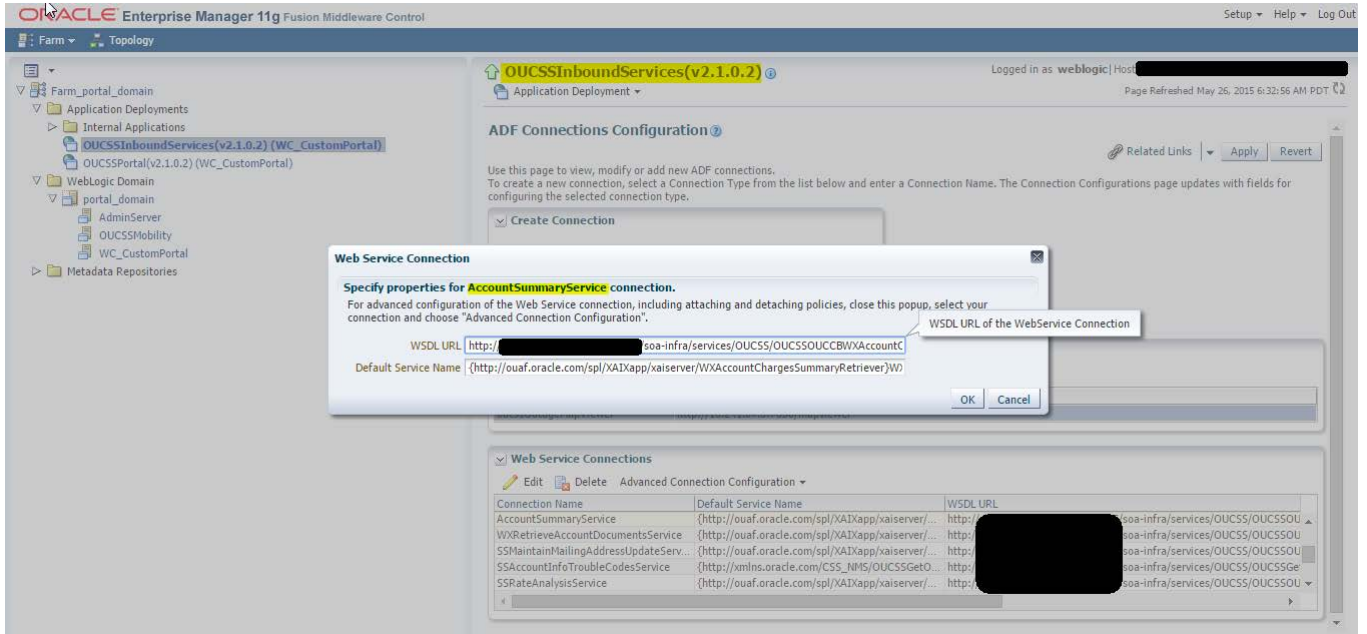 ORACLE Enterprise Manager 11g Fusion Middleware Control
Setup Help Log Out
Farm Topology
Farm_portal_domain
Application Deployments
Internal Applications
OUCSSInboundServices(v2.1.0.2) (WC_CustomPortal)
OUCSSPortal(v2.1.0.2) (WC_CustomPortal)
WebLogic Domain
portal_domain
AdminServer
OUCSSMobility
WC_CustomPortal
Metadata Repositories
OUCSSInboundServices(v2.1.0.2)
Logged in as weblogic|Host
Application Deployment
Page Refreshed May 26, 2015 6:32:56 AM PDT
ADF Connections Configuration
Related Links Apply Revert
Use this page to view, modify or add new ADF connections.
To create a new connection, select a Connection Type from the list below and enter a Connection Name. The Connection Configurations page updates with fields for
configuring the selected connection type.
Create Connection
Web Service Connection
Specify properties for AccountSummaryService connection.
For advanced configuration of the Web Service connection, including attaching and detaching policies, close this popup, select your
connection and choose "Advanced Connection Configuration".
WSDL URL of the WebService Connection
WSDL URL http:/ soa-infra/services/OUCSS/OUCSSOUCCBWXAccountC
Default Service Name {http://ouaf.oracle.com/spl/XAIXapp/xaiserver/WXAccountChargesSummaryRetriever}WX
OK Cancel
Web Service Connections
Edit Delete Advanced Connection Configuration
Connection Name Default Service Name WSDL URL
AccountSummaryService {http://ouaf.oracle.com/spl/XAIXapp/xaiserver/... http:/ /soa-infra/services/OUCSS/OUCSSOU
WXRetrieveAccountDocumentsService {http://ouaf.oracle.com/spl/XAIXapp/xaiserver/... http:/ soa-infra/services/OUCSS/OUCSSOU
SSMaintainMailingAddressUpdateServ... {http://ouaf.oracle.com/spl/XAIXapp/xaiserver/... http:/ soa-infra/services/OUCSS/OUCSSOU
SSAccountInfoTroubleCodesService {http://xmlns.oracle.com/CSS_NMS/OUCSSGetO... http:/ soa-infra/services/OUCSS/OUCSSGe
SSRateAnalysisService {http://ouaf.oracle.com/spl/XAIXapp/xaiserver/... http:/ soa-infra/services/OUCSS/OUCSSOU